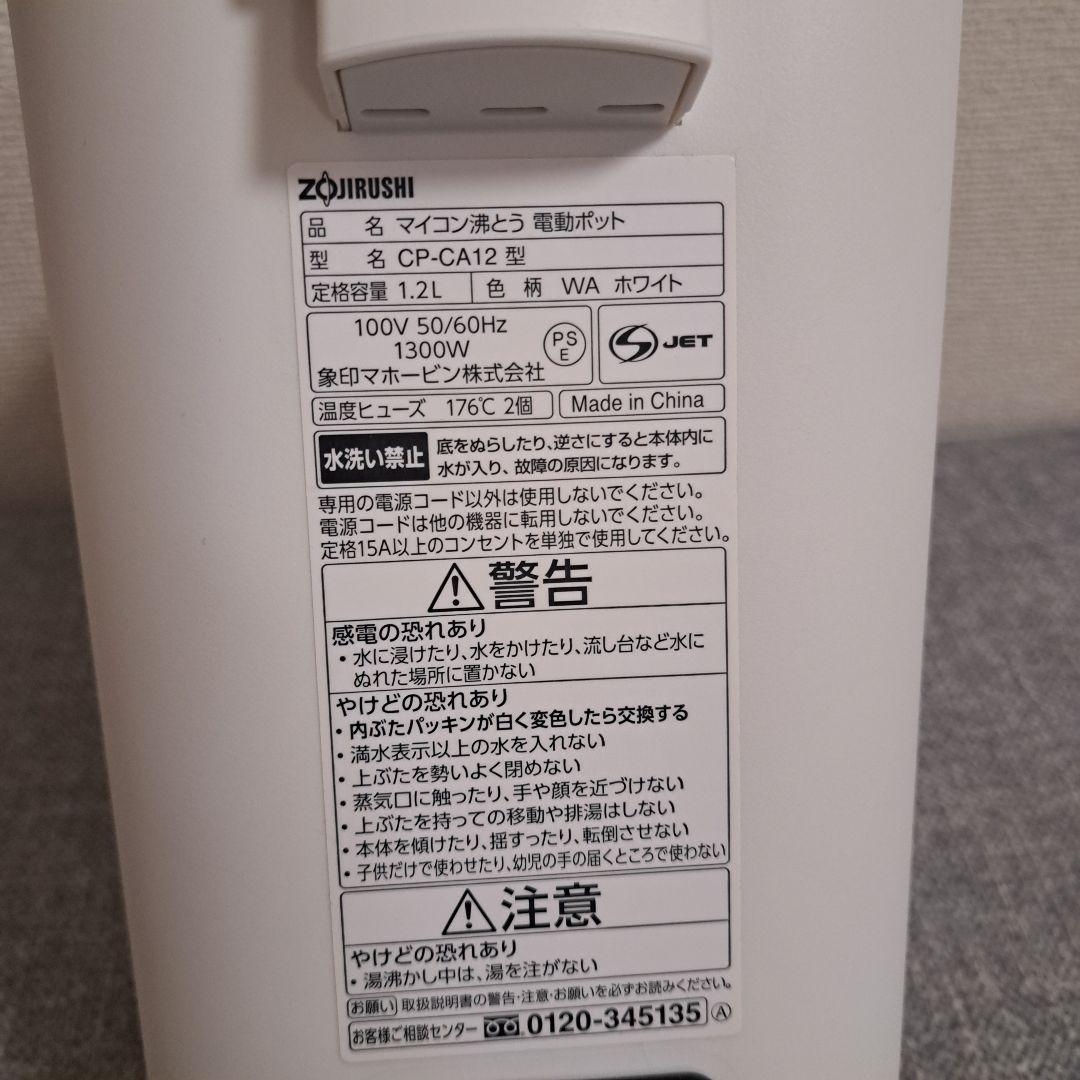 ZOJIRUSHI
品 名 マイコン沸とう 電動ポット
型 名 CP-CA12 型
定格容量 1.2L 色 柄 WA ホワイト
100V 50/60Hz
1300W
象印マホービン株式会社
PS
E
JET
温度ヒューズ 176℃ 2個
Made in China
水洗い禁止
底をぬらしたり、逆さにすると本体内に
水が入り、故障の原因になります。
専用の電源コード以外は使用しないでください。
電源コードは他の機器に転用しないでください。
定格15A以上のコンセントを単独で使用してください。
警告
感電の恐れあり
・水に浸けたり、水をかけたり、流し台など水に
ぬれた場所に置かない
やけどの恐れあり
・内ぶたパッキンが白く変色したら交換する
・満水表示以上の水を入れない
・上ぶたを勢いよく閉めない
・蒸気口に触ったり、手や顔を近づけない
・上ぶたを持っての移動や排湯はしない
・本体を傾けたり、揺すったり、転倒させない
・子供だけで使わせたり、幼児の手の届くところで使わない
注意
やけどの恐れあり
・湯沸かし中は、湯を注がない
お願い 取扱説明書の警告・注意・お願いを必ずお読みください。
お客様ご相談センター 0120-345135 Ⓐ